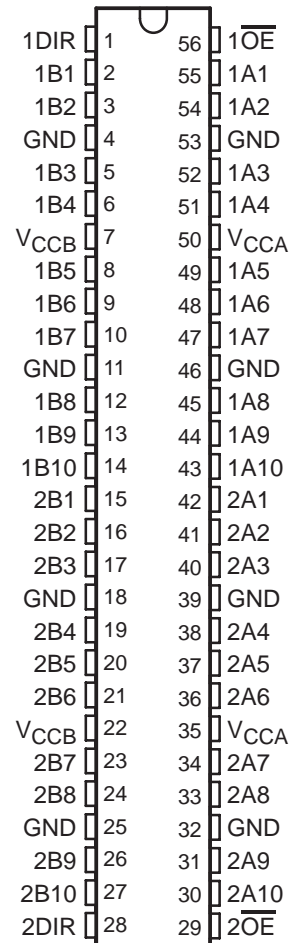 1DIR 1 56 1O̅E̅
1B1 2 55 1A1
1B2 3 54 1A2
GND 4 53 GND
1B3 5 52 1A3
1B4 6 51 1A4
VCCB 7 50 VCCA
1B5 8 49 1A5
1B6 9 48 1A6
1B7 10 47 1A7
GND 11 46 GND
1B8 12 45 1A8
1B9 13 44 1A9
1B10 14 43 1A10
2B1 15 42 2A1
2B2 16 41 2A2
2B3 17 40 2A3
GND 18 39 GND
2B4 19 38 2A4
2B5 20 37 2A5
2B6 21 36 2A6
VCCB 22 35 VCCA
2B7 23 34 2A7
2B8 24 33 2A8
GND 25 32 GND
2B9 26 31 2A9
2B10 27 30 2A10
2DIR 28 29 2O̅E̅